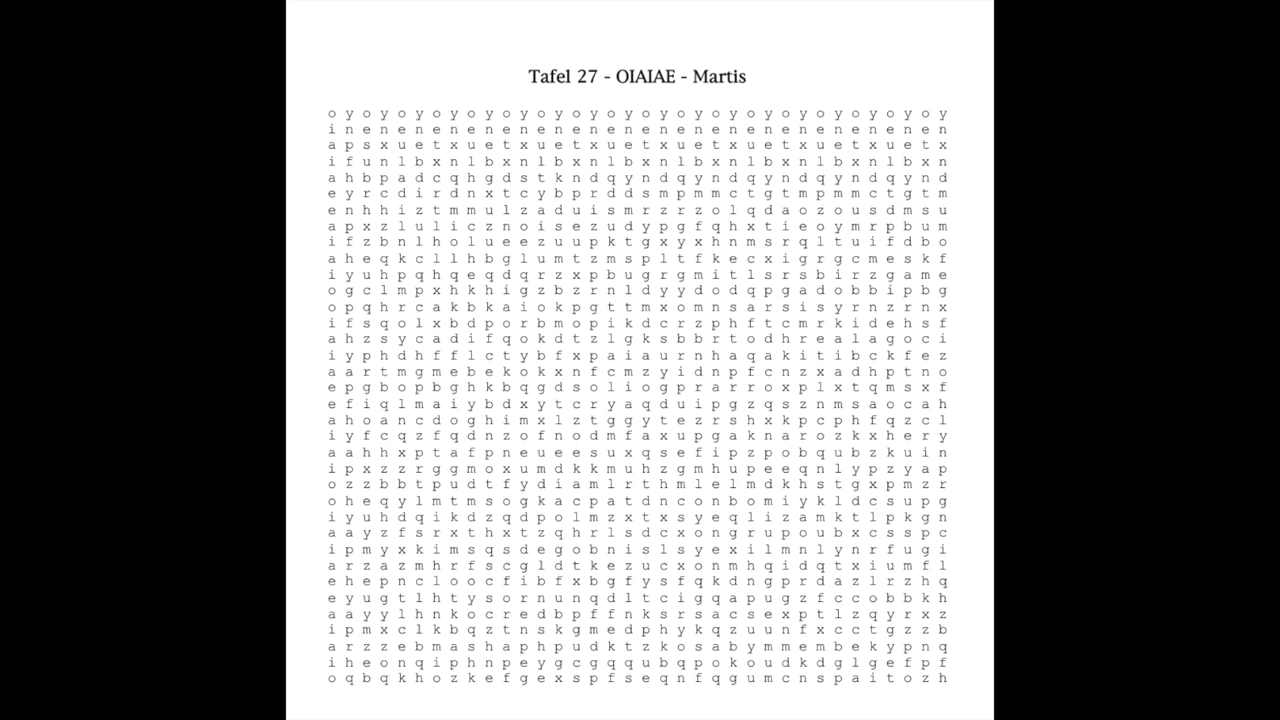 Tafel 27 - OIAIAE - Martis
o y o y o y o y o y o y o y o y o y o y o y o y o y o y o y o y o y o y
i n e n e n e n e n e n e n e n e n e n e n e n e n e n e n e n e n e n
a p s x u e t x u e t x u e t x u e t x u e t x u e t x u e t x u e t x
i f u n l b x n l b x n l b x n l b x n l b x n l b x n l b x n l b x n
a h b p a d c q h g d s t k n d q y n d q y n d q y n d q y n d q y n d
e y r c d i r d n x t c y b p r d d s m p m m c t g t m p m m c t g t m
e n h h i z t m m u l z a d u i s m r z r z o l q d a o z o u s d m s u
a p x z l u l i c z n o i s e z u d y p g f q h x t i e o y m r p b u m
i f z b n l h o l u e e z u u p k t g x y x h n m s r q l t u i f d b o
a h e q k c l l h b g l u m t z m s p l t f k e c x i g r g c m e s k f
i y u h p q h q e q d q r z x p b u g r g m i t l s r s b i r z g a m e
o g c l m p x h k h i g z b z r n l d y y d o d q p g a d o b b i p b g
o p q h r c a k b k a i o k p g t t m x o m n s a r s i s y r n z r n x
i f s q o l x b d p o r b m o p i k d c r z p h f t c m r k i d e h s f
a h z s y c a d i f q o k d t z l g k s b b r t o d h r e a l a g o c i
i y p h d h f f l c t y b f x p a i a u r n h a q a k i t i b c k f e z
a a r t m g m e b e k o k x n f c m z y i d n p f c n z x a d h p t n o
e p g b o p b g h k b q g d s o l i o g p r a r r o x p l x t q m s x f
e f i q l m a i y b d x y t c r y a q d u i p g z q s z n m s a o c a h
a h o a n c d o g h i m x l z t g g y t e z r s h x k p c p h f q z c l
i y f c q z f q d n z o f n o d m f a x u p g a k n a r o z k x h e r y
a a h h x p t a f p n e u e e s u x q s e f i p z p o b q u b z k u i n
i p x z z r g g m o x u m d k k m u h z g m h u p e e q n l y p z y a p
o z z b b t p u d t f y d i a m l r t h m l e l m d k h s t g x p m z r
o h e q y l m t m s o g k a c p a t d n c o n b o m i y k l d c s u p g
i y u h d q i k d z q d p o l m z x t x s y e q l i z a m k t l p k g n
a a y z f s r x t h x t z q h r l s d c x o n g r u p o u b x c s s p c
i p m y x k i m s q s d e g o b n i s l s y e x i l m n l y n r f u g i
a r z a z m h r f s c g l d t k e z u c x o n m h q i d q t x i u m f l
e h e p n c l o o c f i b f x b g f y s f q k d n g p r d a z l r z h q
e y u g t l h t y s o r n u n q d l t c i g q a p u g z f c c o b b k h
a a y y l h n k o c r e d b p f f n k s r s a c s e x p t l z q y r x z
i p m x c l k b q z t n s k g m e d p h y k q z u u n f x c c t g z z b
a r z z e b m a s h a p h p u d k t z k o s a b y m m e m b e k y p n q
i h e o n q i p h n p e y g c g q q u b q p o k o u d k d g l g e f p f
o q b q k h o z k e f g e x s p f s e q n f q g u m c n s p a i t o z h